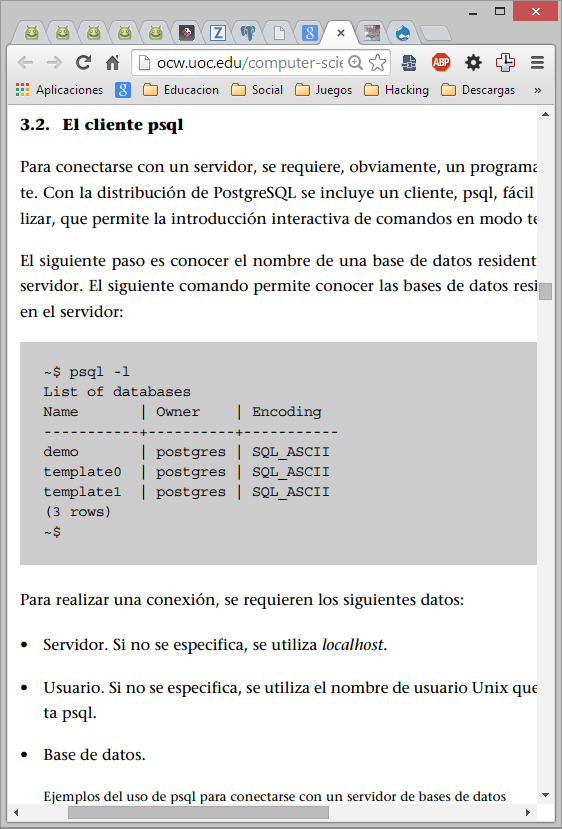 ocw.uoc.edu/computer-scie
ABP
Aplicaciones
Educacion
Social
Juegos
Hacking
Descargas
»
3.2. El cliente psql
Para conectarse con un servidor, se requiere, obviamente, un programa
te. Con la distribución de PostgreSQL se incluye un cliente, psql, fácil
lizar, que permite la introducción interactiva de comandos en modo te
El siguiente paso es conocer el nombre de una base de datos resident
servidor. El siguiente comando permite conocer las bases de datos resi
en el servidor:
~$ psql -l
List of databases
Name | Owner | Encoding
-----------+----------+-----------
demo | postgres | SQL_ASCII
template0 | postgres | SQL_ASCII
template1 | postgres | SQL_ASCII
(3 rows)
~$
Para realizar una conexión, se requieren los siguientes datos:
• Servidor. Si no se especifica, se utiliza localhost.
• Usuario. Si no se especifica, se utiliza el nombre de usuario Unix que
ta psql.
• Base de datos.
Ejemplos del uso de psql para conectarse con un servidor de bases de datos